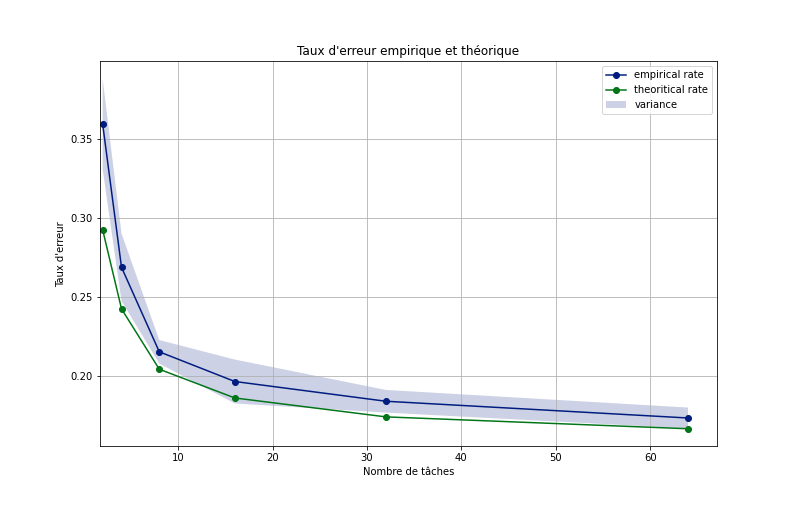 Taux d'erreur empirique et théorique
empirical rate
theoritical rate
variance
Taux d'erreur
0.35
0.30
0.25
0.20
10
20
30
40
50
60
Nombre de tâches